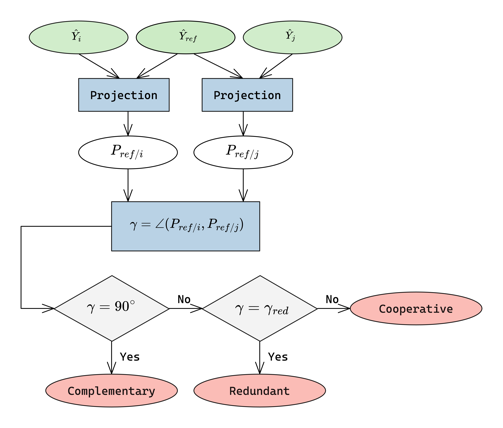 Ŷ_i
Ŷ_ref
Ŷ_j
Projection
Projection
P_ref/i
P_ref/j
γ = ∠(P_ref/i, P_ref/j)
γ = 90°
No
γ = γ_red
No
Cooperative
Yes
Yes
Complementary
Redundant